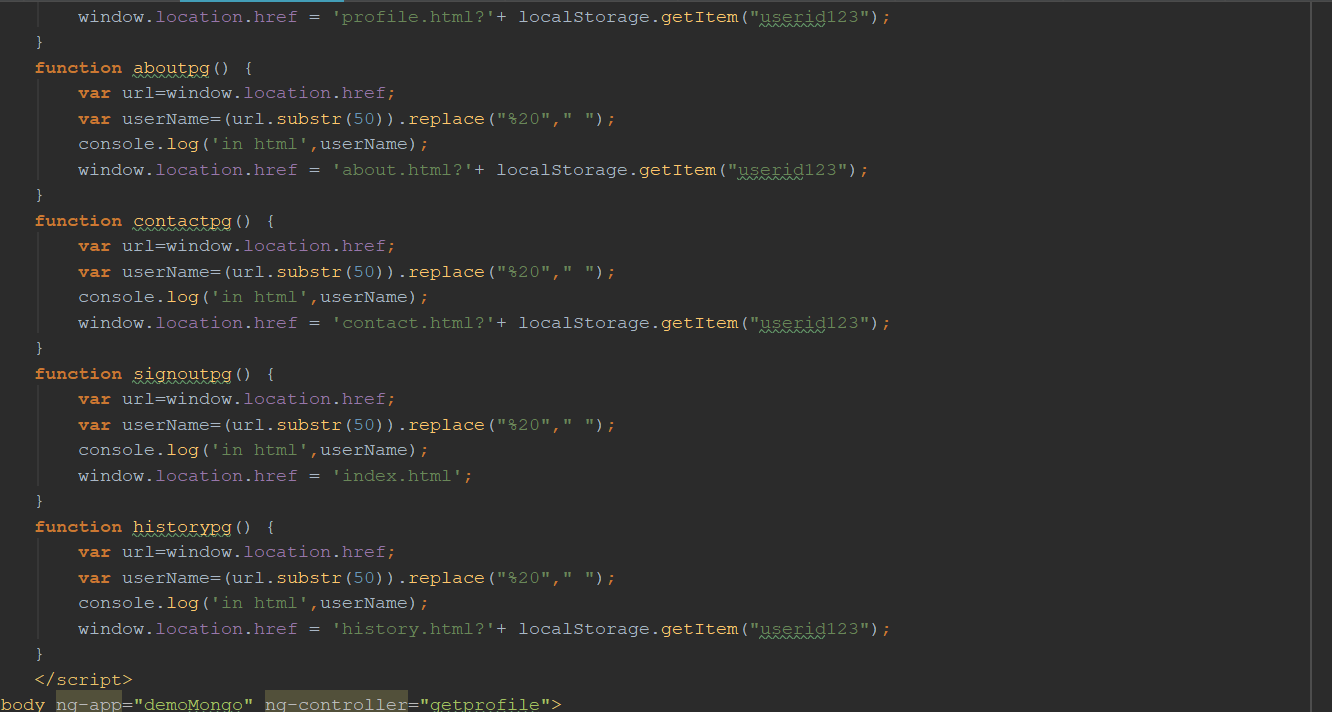 window.location.href = 'profile.html?'+ localStorage.getItem("userid123");
}
function aboutpg() {
var url=window.location.href;
var userName=(url.substr(50)).replace("%20"," ");
console.log('in html',userName);
window.location.href = 'about.html?'+ localStorage.getItem("userid123");
}
function contactpg() {
var url=window.location.href;
var userName=(url.substr(50)).replace("%20"," ");
console.log('in html',userName);
window.location.href = 'contact.html?'+ localStorage.getItem("userid123");
}
function signoutpg() {
var url=window.location.href;
var userName=(url.substr(50)).replace("%20"," ");
console.log('in html',userName);
window.location.href = 'index.html';
}
function historypg() {
var url=window.location.href;
var userName=(url.substr(50)).replace("%20"," ");
console.log('in html',userName);
window.location.href = 'history.html?'+ localStorage.getItem("userid123");
}
</script>
body ng-app="demoMongo" ng-controller="getprofile">